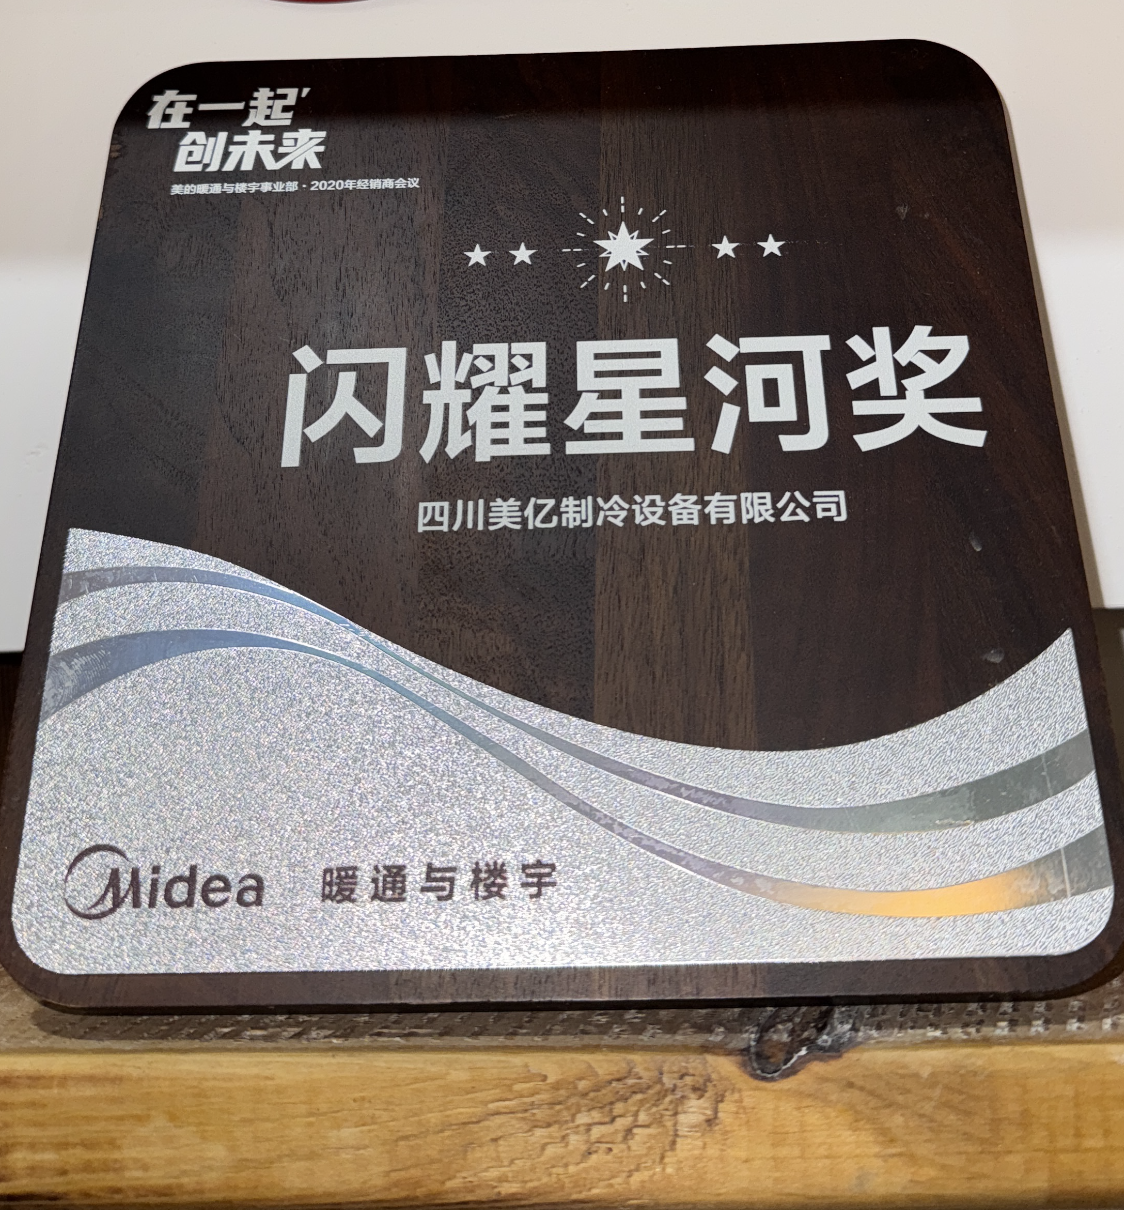 在一起'
创未来
美的暖通与楼宇事业部·2020年经销商会议
闪耀星河奖
四川美亿制冷设备有限公司
Midea 暖通与楼宇